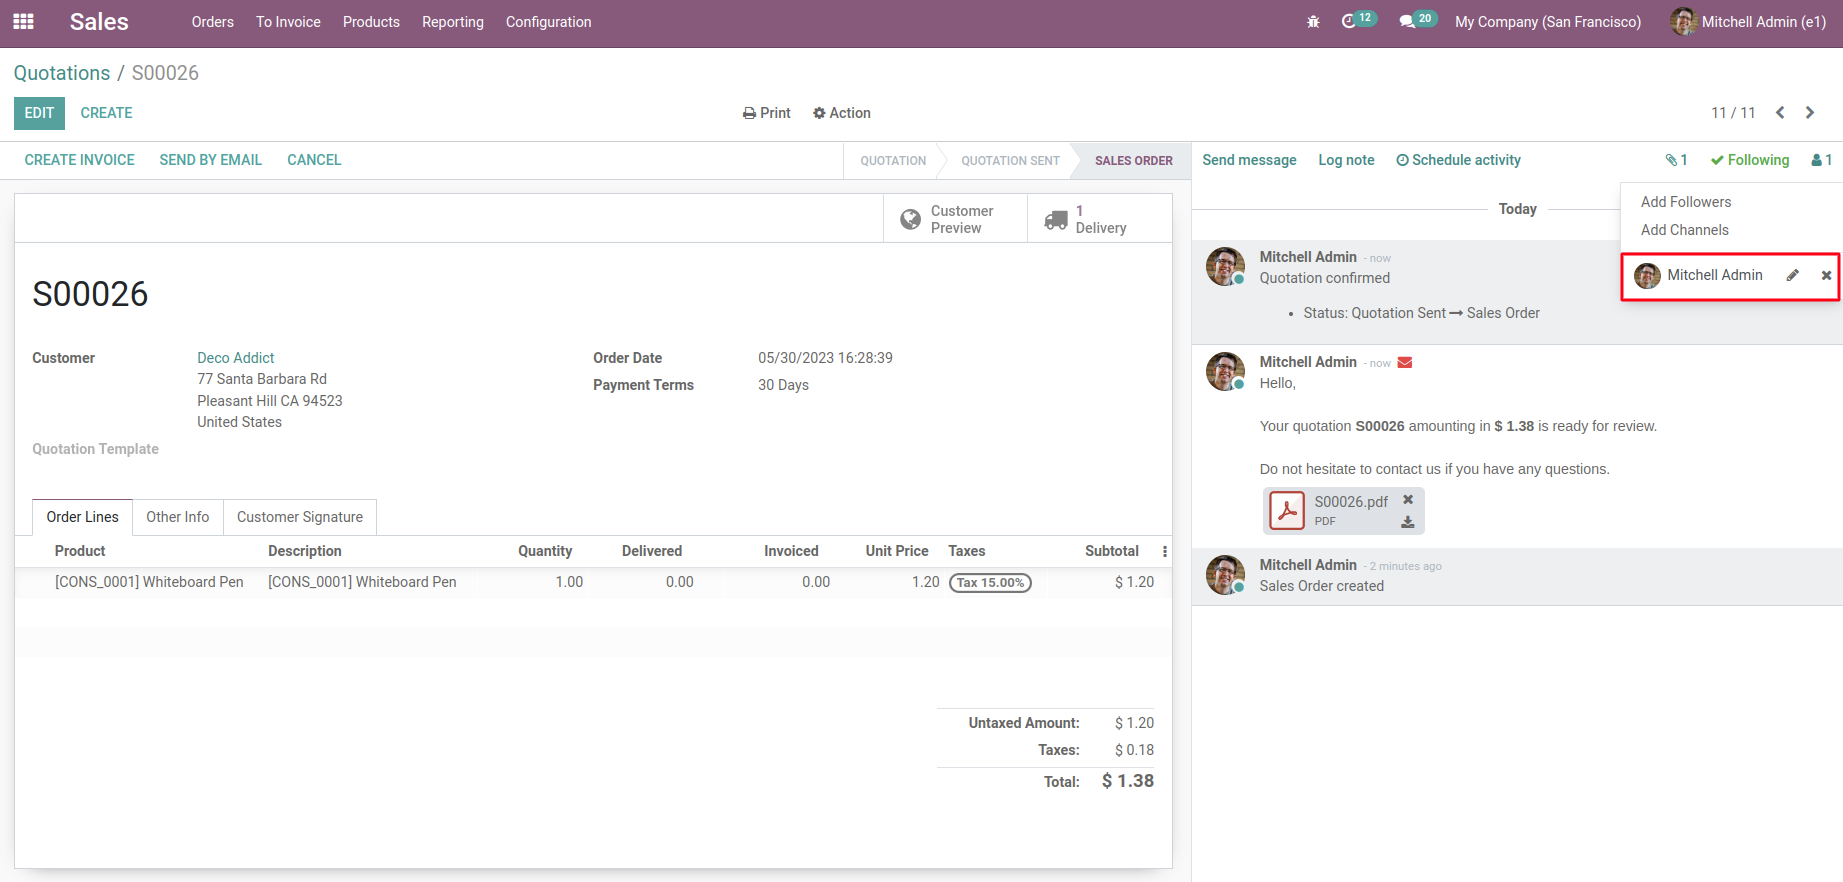 Sales Orders To Invoice Products Reporting Configuration 12 20 My Company (San Francisco) Mitchell Admin (e1)
Quotations / S00026
EDIT CREATE Print Action 11 / 11
CREATE INVOICE SEND BY EMAIL CANCEL QUOTATION QUOTATION SENT SALES ORDER
Customer Preview
1 Delivery
S00026
Customer Deco Addict
77 Santa Barbara Rd
Pleasant Hill CA 94523
United States
Order Date 05/30/2023 16:28:39
Payment Terms 30 Days
Quotation Template
Order Lines Other Info Customer Signature
Product Description Quantity Delivered Invoiced Unit Price Taxes Subtotal
[CONS_0001] Whiteboard Pen [CONS_0001] Whiteboard Pen 1.00 0.00 0.00 1.20 Tax 15.00% $ 1.20
Untaxed Amount: $ 1.20
Taxes: $ 0.18
Total: $ 1.38
Send message Log note Schedule activity 1 Following 1
Add Followers
Add Channels
Mitchell Admin
Today
Mitchell Admin - now
Quotation confirmed
• Status: Quotation Sent → Sales Order
Mitchell Admin - now
Hello,
Your quotation S00026 amounting in $ 1.38 is ready for review.
Do not hesitate to contact us if you have any questions.
S00026.pdf
PDF
Mitchell Admin - 2 minutes ago
Sales Order created